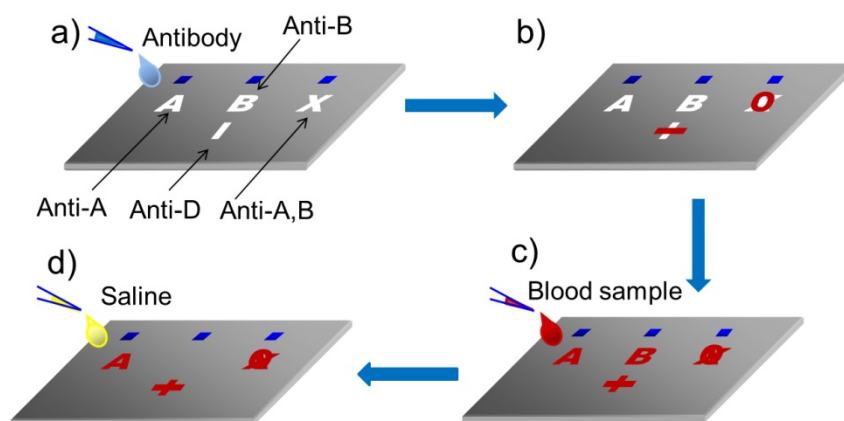 a)
Antibody
Anti-B
A B X
I
Anti-A
Anti-D
Anti-A,B
b)
A B O
c)
Blood sample
A B
d)
Saline
A